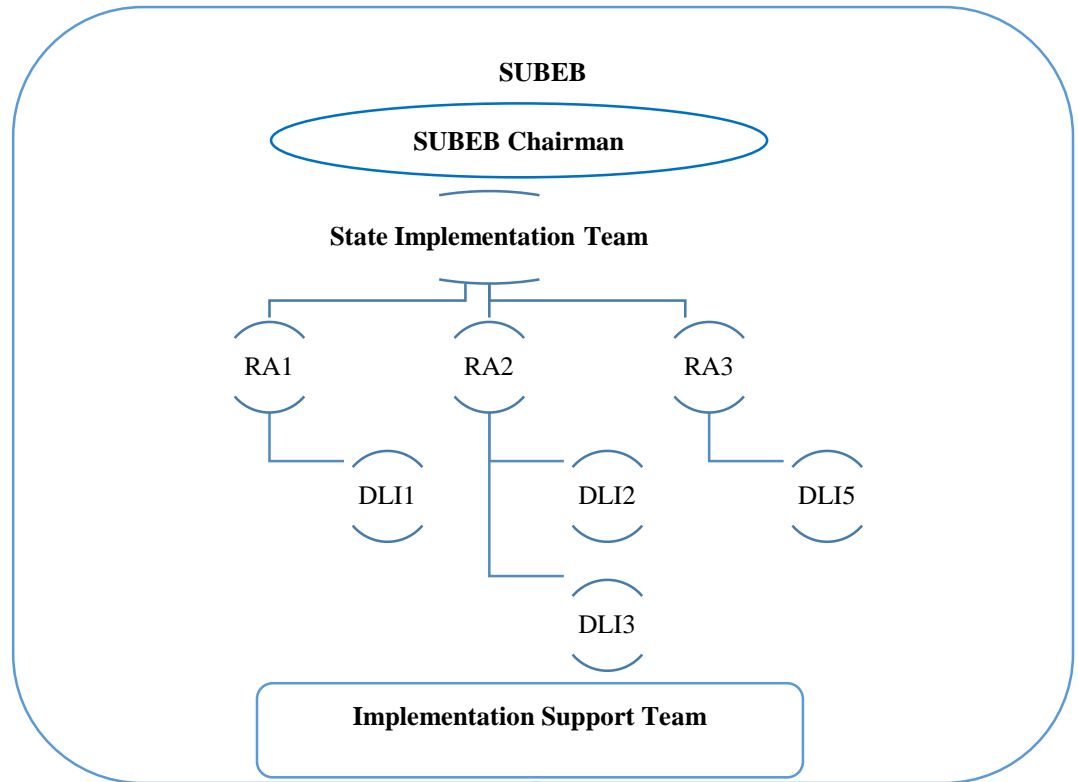 SUBEB
SUBEB Chairman
State Implementation Team
RA1
RA2
RA3
DLI1
DLI2
DLI5
DLI3
Implementation Support Team